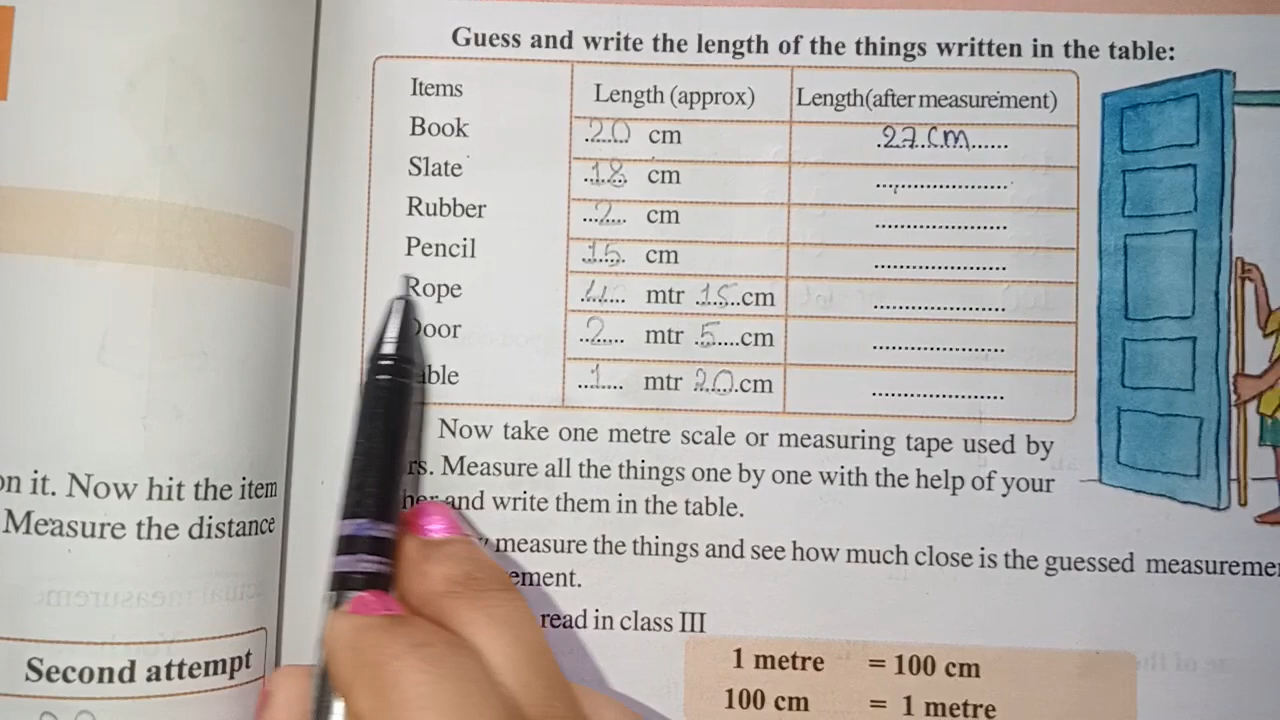 Guess and write the length of the things written in the table:
Items Length (approx) Length(after measurement)
Book 20 cm 27 cm
Slate 18 cm
Rubber 2 cm
Pencil 15 cm
Rope 4 mtr 15 cm
Door 2 mtr 5 cm
able 1 mtr 20 cm
Now take one metre scale or measuring tape used by
rs. Measure all the things one by one with the help of your
her and write them in the table.
measure the things and see how much close is the guessed measureme
ement.
read in class III
1 metre = 100 cm
100 cm = 1 metre
on it. Now hit the item
Measure the distance
Second attempt